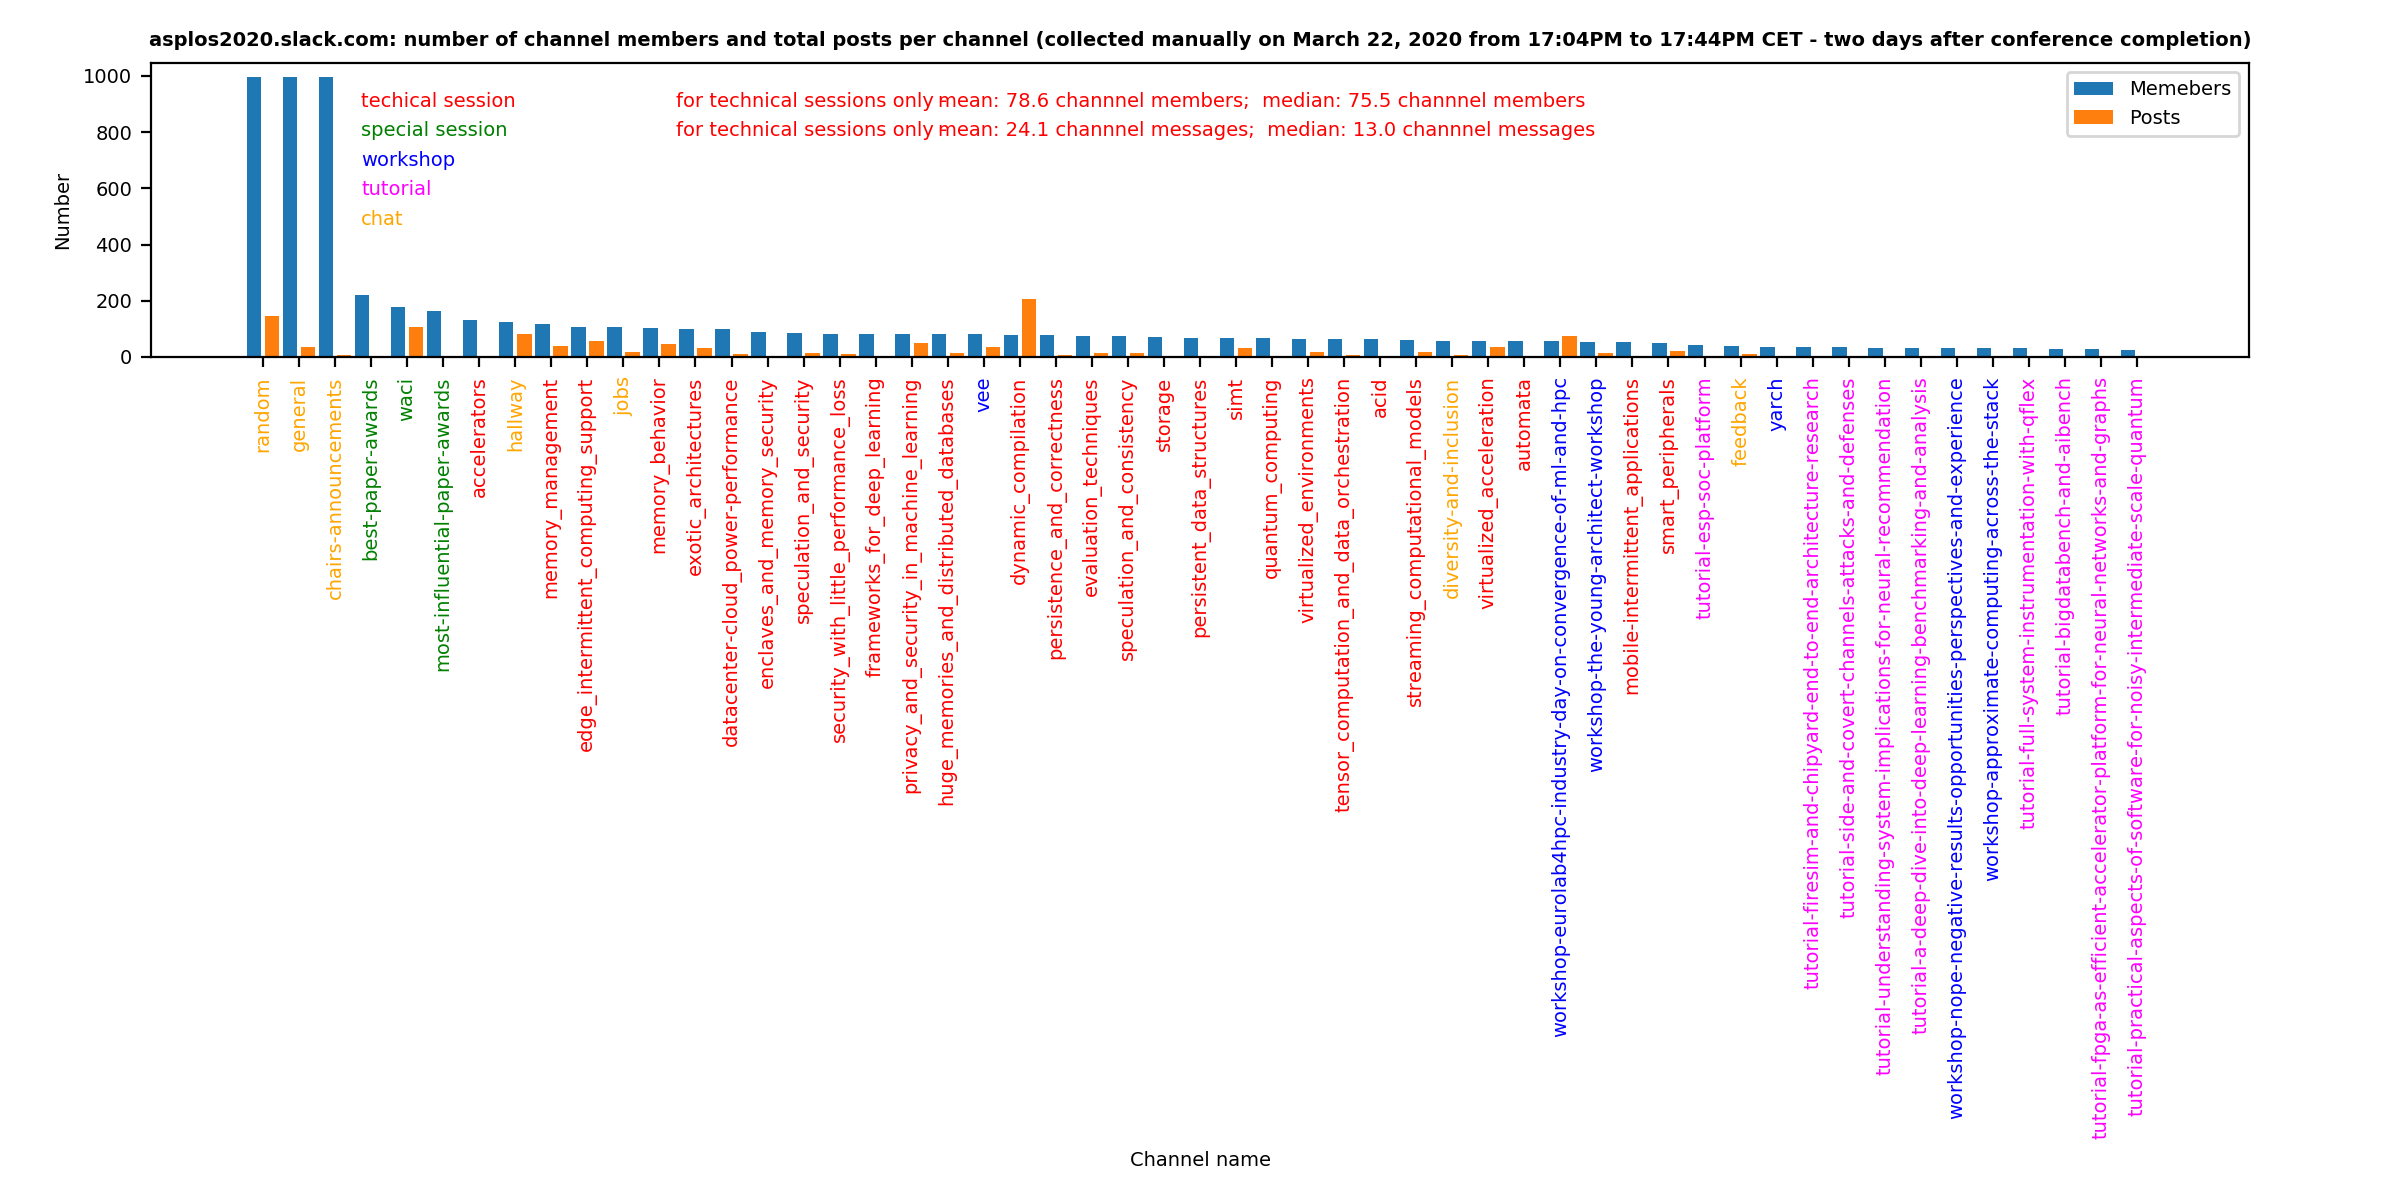 asplos2020.slack.com: number of channel members and total posts per channel (collected manually on March 22, 2020 from 17:04PM to 17:44PM CET - two days after conference completion)
Number
1000
800
600
400
200
0
techical session
special session
workshop
tutorial
chat
for technical sessions only - mean: 78.6 channnel members;  median: 75.5 channnel members
for technical sessions only - mean: 24.1 channnel messages;  median: 13.0 channnel messages
Memebers
Posts
random
general
chairs-announcements
best-paper-awards
waci
most-influential-paper-awards
accelerators
hallway
memory_management
edge_intermittent_computing_support
jobs
memory_behavior
exotic_architectures
datacenter-cloud_power-performance
enclaves_and_memory_security
speculation_and_security
security_with_little_performance_loss
frameworks_for_deep_learning
privacy_and_security_in_machine_learning
huge_memories_and_distributed_databases
vee
dynamic_compilation
persistence_and_correctness
evaluation_techniques
speculation_and_consistency
storage
persistent_data_structures
simt
quantum_computing
virtualized_environments
tensor_computation_and_data_orchestration
acid
streaming_computational_models
diversity-and-inclusion
virtualized_acceleration
automata
workshop-eurolab4hpc-industry-day-on-convergence-of-ml-and-hpc
workshop-the-young-architect-workshop
mobile-intermittent_applications
smart_peripherals
tutorial-esp-soc-platform
feedback
yarch
tutorial-firesim-and-chipyard-end-to-end-architecture-research
tutorial-side-and-covert-channels-attacks-and-defenses
tutorial-understanding-system-implications-for-neural-recommendation
tutorial-a-deep-dive-into-deep-learning-benchmarking-and-analysis
workshop-nope-negative-results-opportunities-perspectives-and-experience
workshop-approximate-computing-across-the-stack
tutorial-full-system-instrumentation-with-qflex
tutorial-bigdatabench-and-aibench
tutorial-fpga-as-efficient-accelerator-platform-for-neural-networks-and-graphs
tutorial-practical-aspects-of-software-for-noisy-intermediate-scale-quantum
Channel name